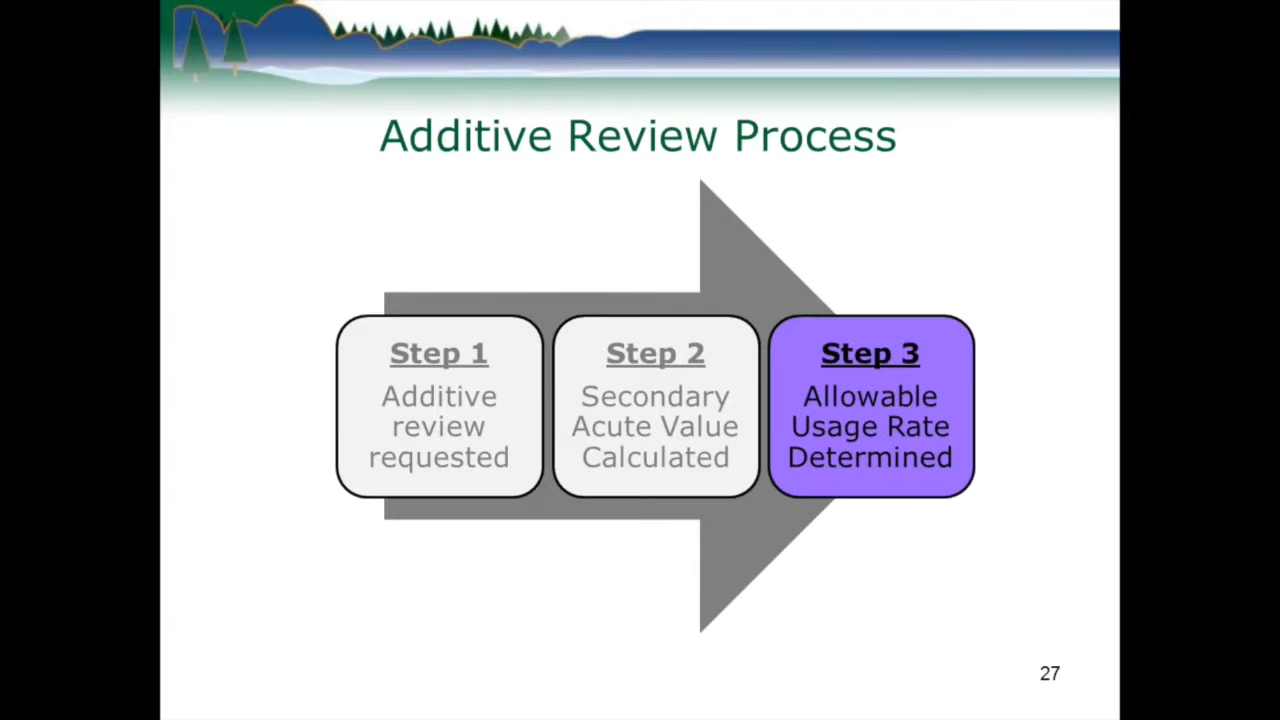 Additive Review Process
Step 1
Additive
review
requested
Step 2
Secondary
Acute Value
Calculated
Step 3
Allowable
Usage Rate
Determined
27